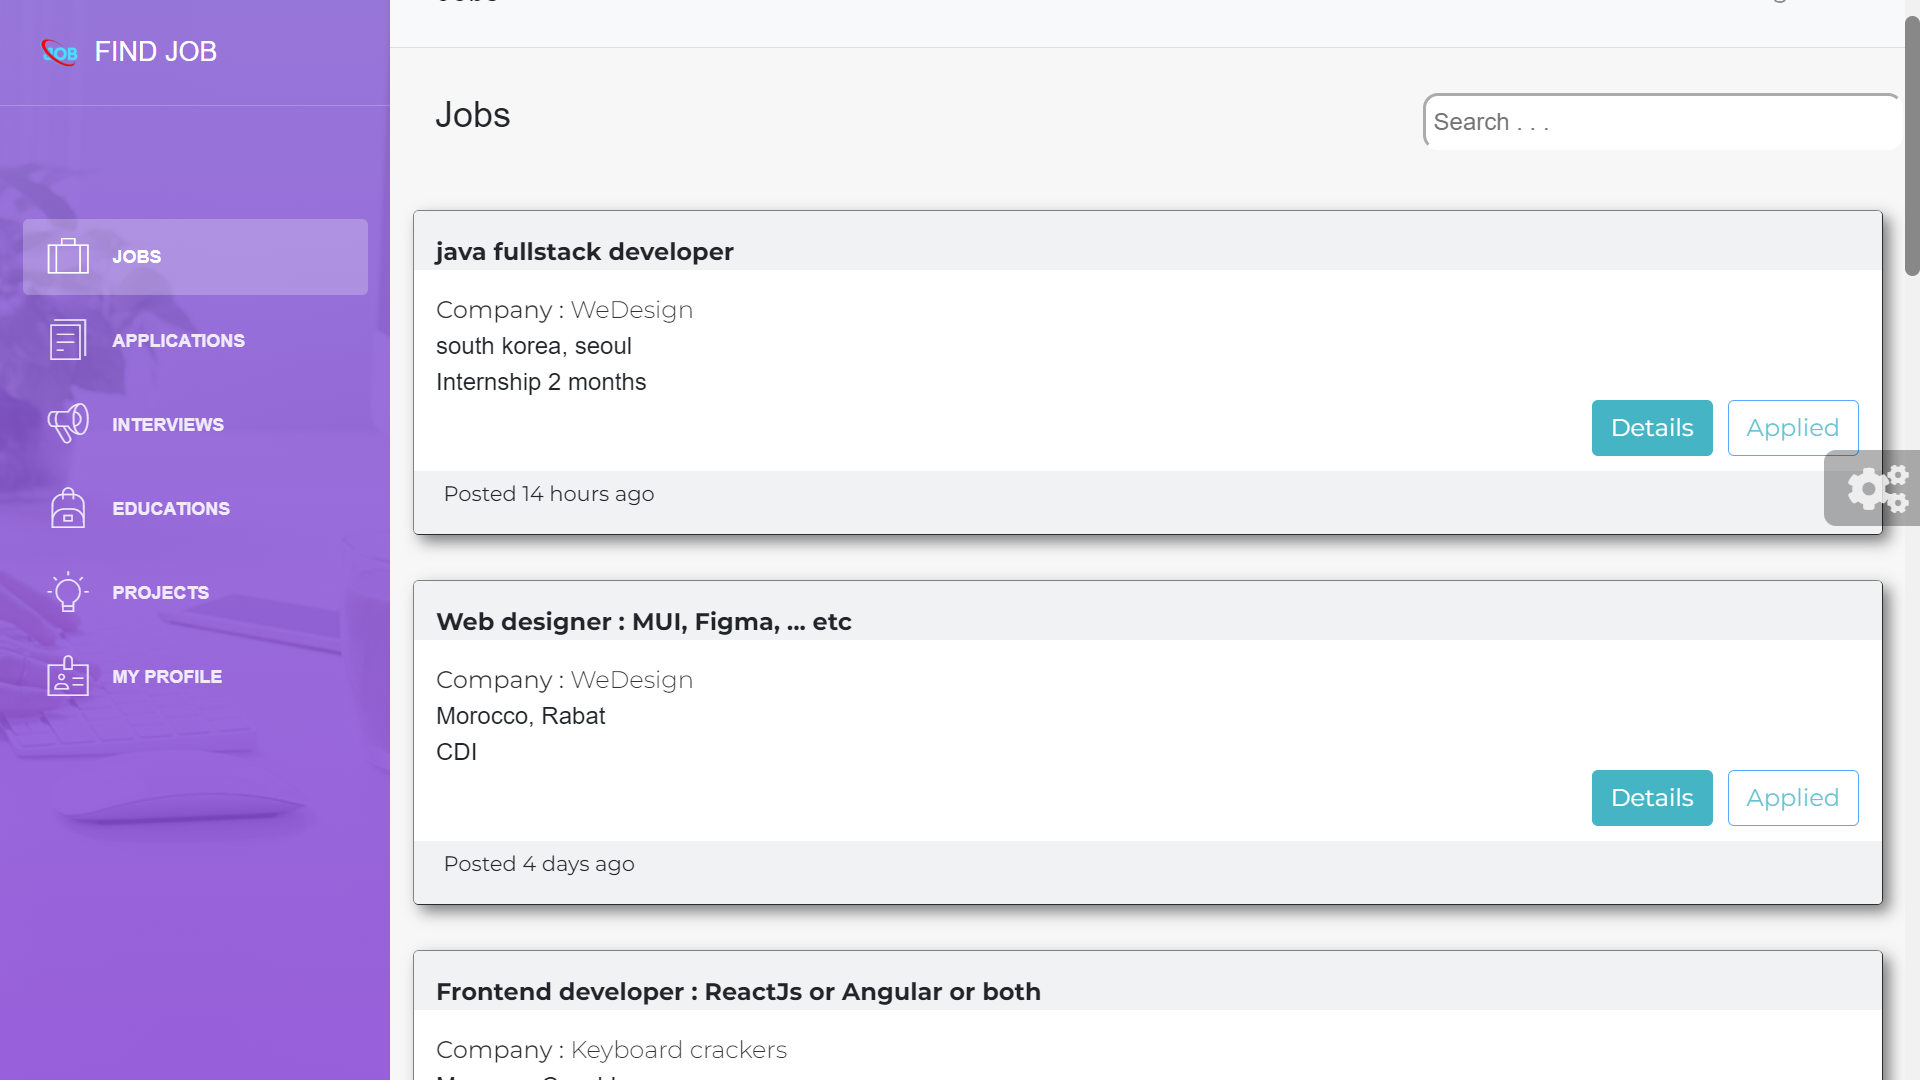 JOB FIND JOB
JOBS
APPLICATIONS
INTERVIEWS
EDUCATIONS
PROJECTS
MY PROFILE
Jobs
Search . . .
java fullstack developer
Company : WeDesign
south korea, seoul
Internship 2 months
Details Applied
Posted 14 hours ago
Web designer : MUI, Figma, ... etc
Company : WeDesign
Morocco, Rabat
CDI
Details Applied
Posted 4 days ago
Frontend developer : ReactJs or Angular or both
Company : Keyboard crackers